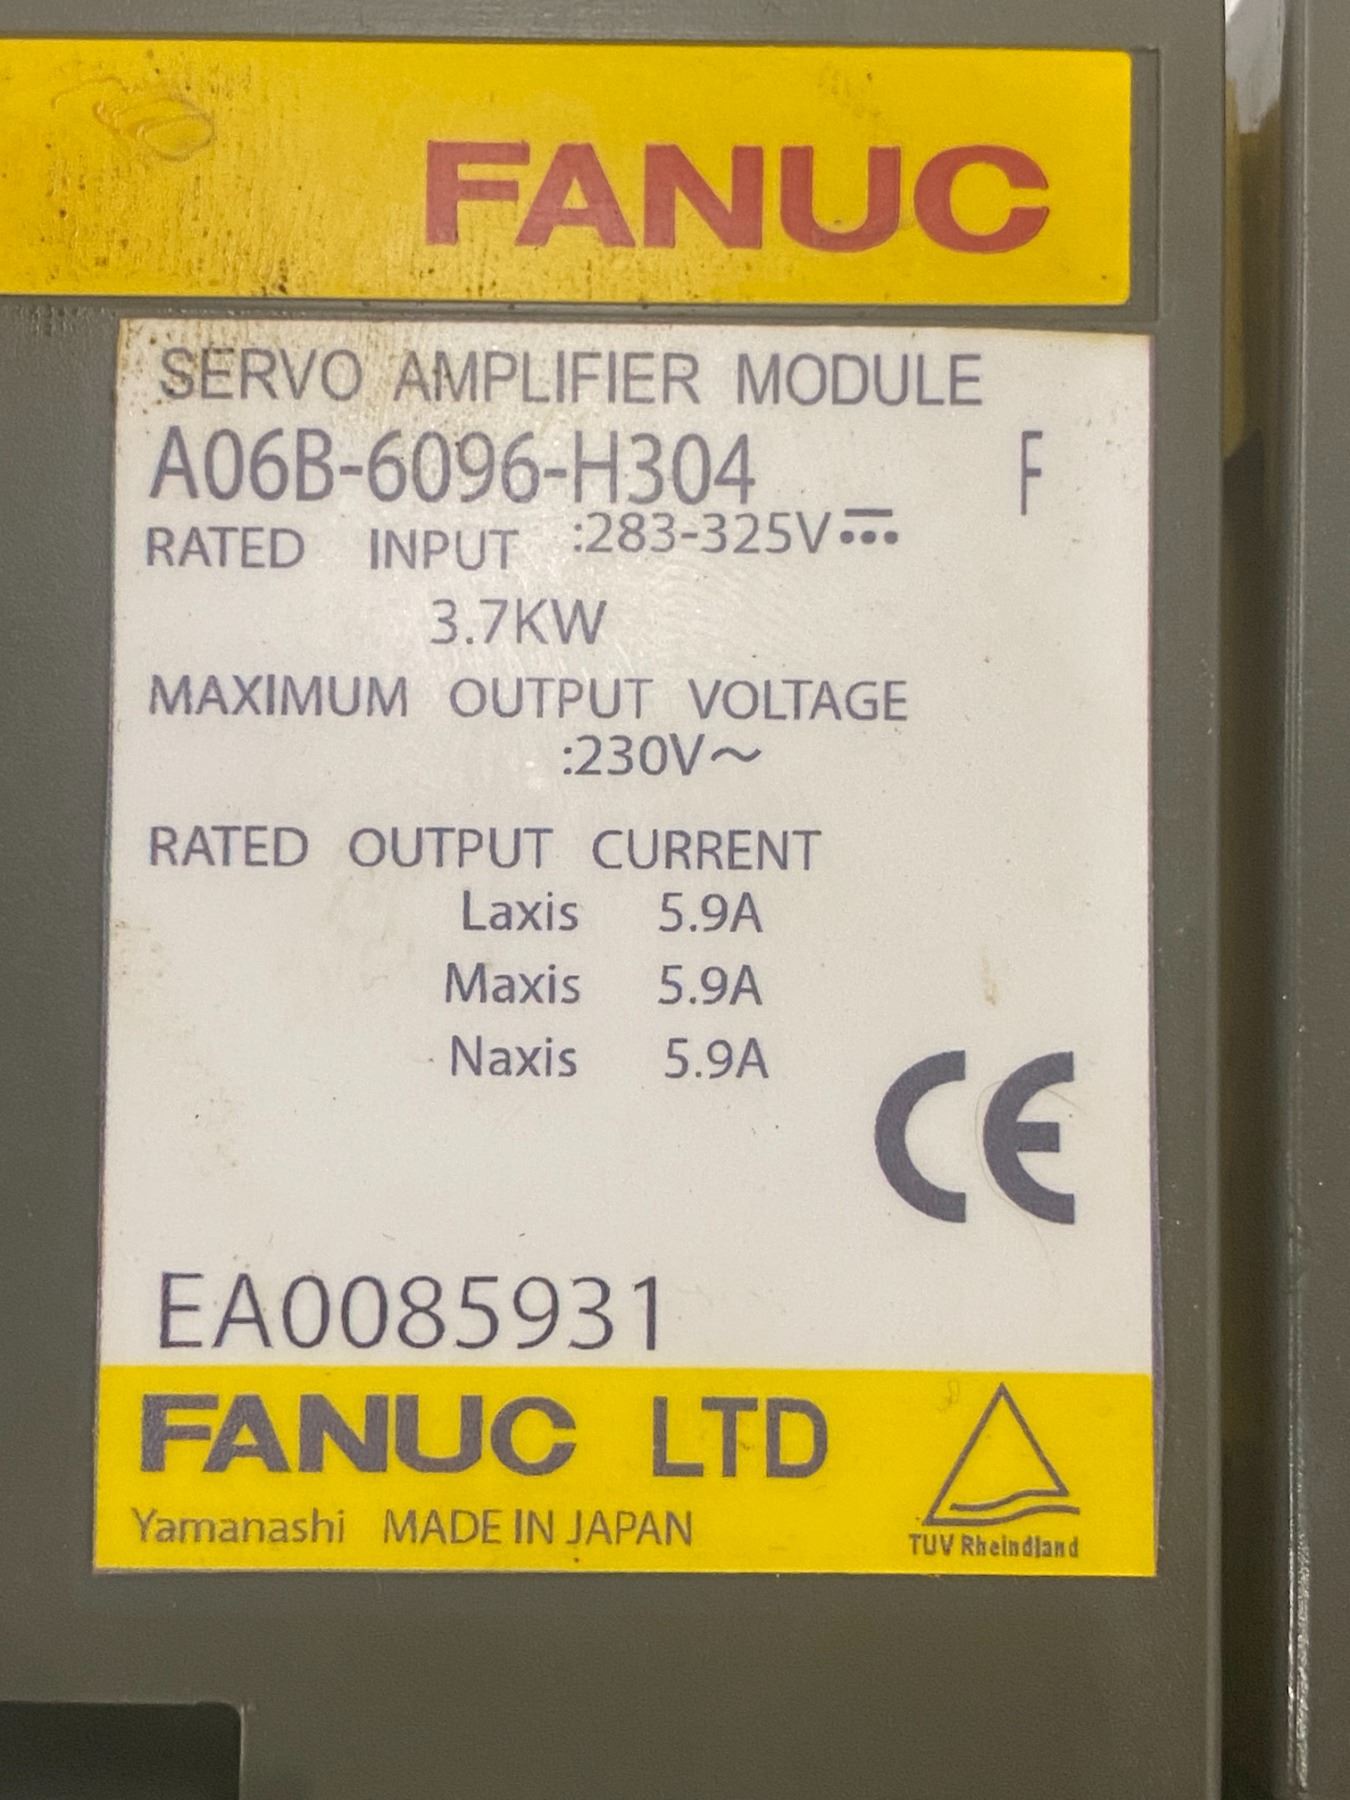 FANUC
SERVO AMPLIFIER MODULE
A06B-6096-H304 F
RATED INPUT :283-325V⎓
3.7KW
MAXIMUM OUTPUT VOLTAGE
:230V~
RATED OUTPUT CURRENT
Laxis 5.9A
Maxis 5.9A
Naxis 5.9A
CE
EA0085931
FANUC LTD
Yamanashi MADE IN JAPAN
TUV Rheindland